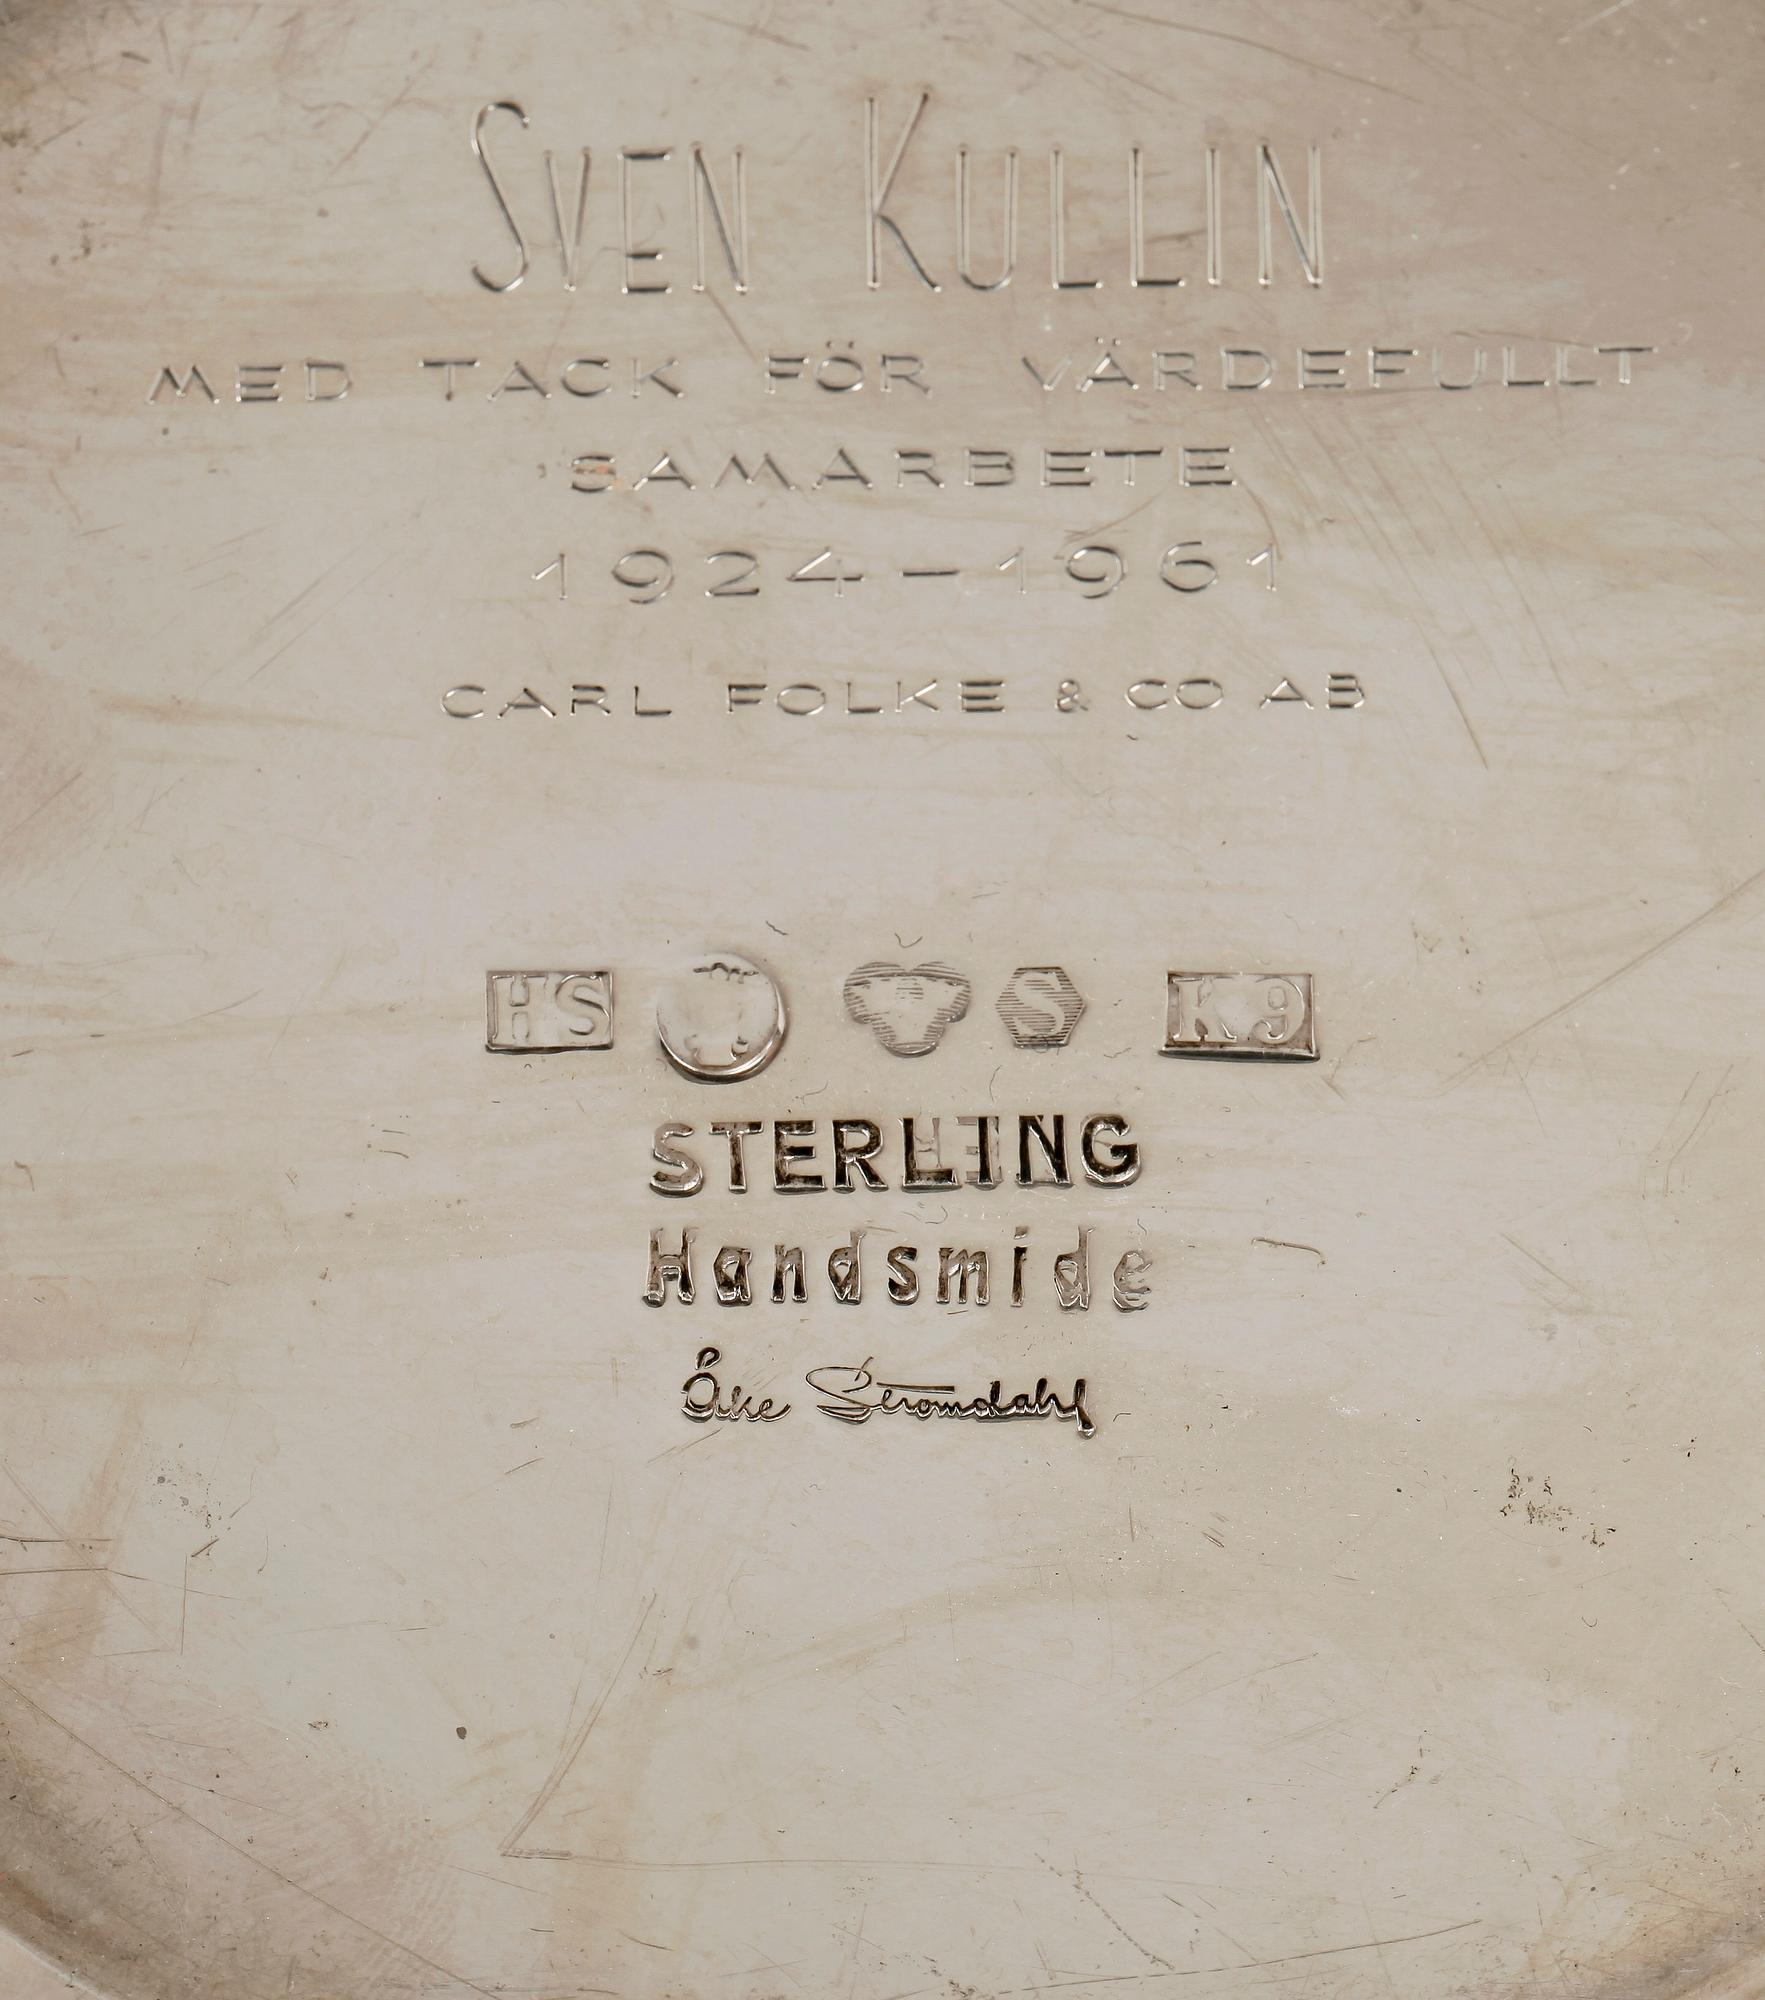 SVEN KULLIN
MED TACK FÖR VÄRDEFULLT
SAMARBETE
1924-1961
CARL FOLKE & CO AB
HS S K9
STERLING
Handsmide
Åke Strömdahl